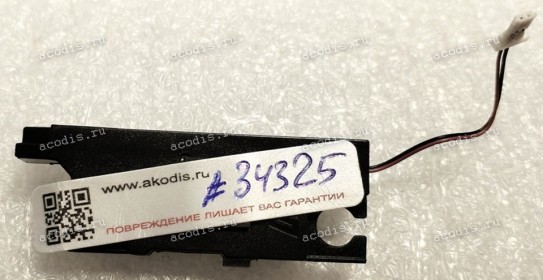 www.akodis.ru
#34325
ПОВРЕЖДЕНИЕ ЛИШАЕТ ВАС ГАРАНТИИ
acodis.ru